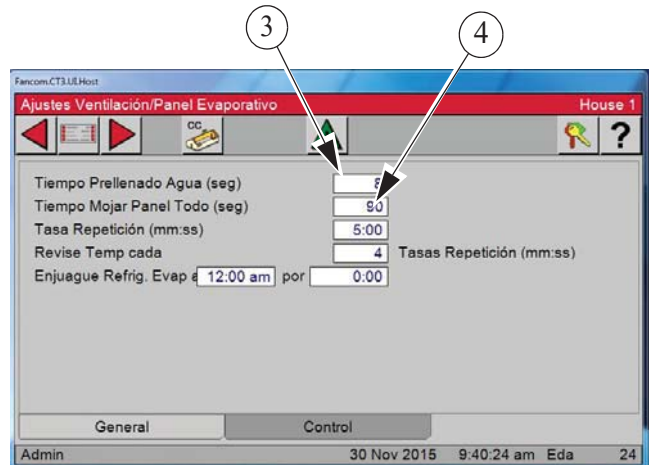 3 4
Fancom.CT3.UI.Host
Ajustes Ventilación/Panel Evaporativo House 1
CC
?
Tiempo Prellenado Agua (seg) 8
Tiempo Mojar Panel Todo (seg) 90
Tasa Repetición (mm:ss) 5:00
Revise Temp cada 4 Tasas Repetición (mm:ss)
Enjuague Refrig. Evap 12:00 am por 0:00
General Control
Admin 30 Nov 2015 9:40:24 am Eda 24